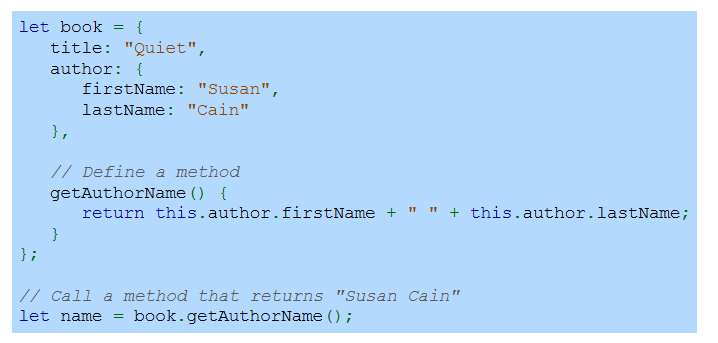 let book = {
   title: "Quiet",
   author: {
      firstName: "Susan",
      lastName: "Cain"
   },

   // Define a method
   getAuthorName() {
      return this.author.firstName + " " + this.author.lastName;
   }
};

// Call a method that returns "Susan Cain"
let name = book.getAuthorName();